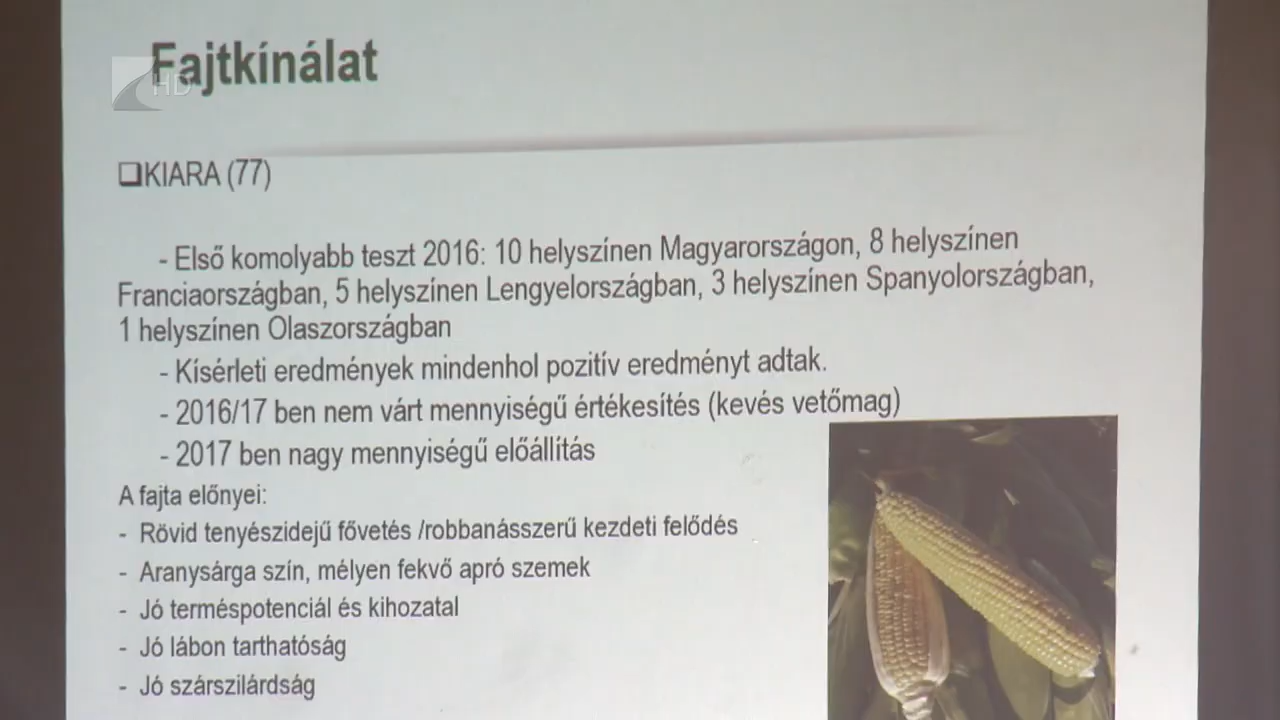 Fajtkínálat
HD
❑KIARA (77)
- Első komolyabb teszt 2016: 10 helyszínen Magyarországon, 8 helyszínen
Franciaországban, 5 helyszínen Lengyelországban, 3 helyszínen Spanyolországban,
1 helyszínen Olaszországban
- Kísérleti eredmények mindenhol pozitív eredményt adtak.
- 2016/17 ben nem várt mennyiségű értékesítés (kevés vetőmag)
- 2017 ben nagy mennyiségű előállítás
A fajta előnyei:
- Rövid tenyészidejű fővetés /robbanásszerű kezdeti felődés
- Aranysárga szín, mélyen fekvő apró szemek
- Jó terméspotenciál és kihozatal
- Jó lábon tarthatóság
- Jó szárszilárdság